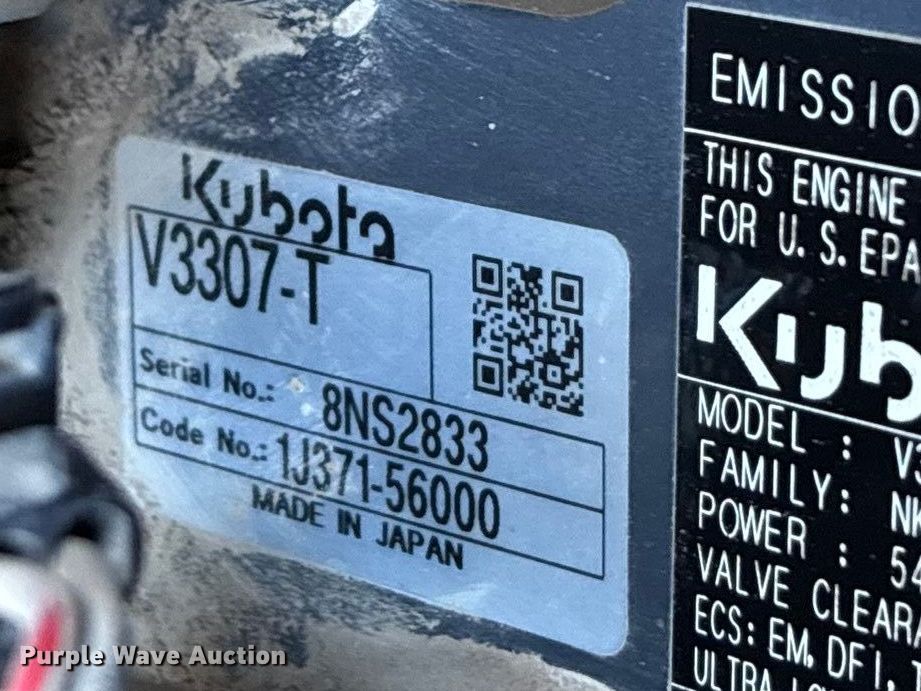 Kubota
V3307-T
Serial No.: 8NS2833
Code No.: 1J371-56000
MADE IN JAPAN
EMISSIO
THIS ENGINE
FOR U. S. EPA
Kub
MODEL : V3
FAMILY: NK
POWER : 54
VALVE CLEARA
ECS: EM, DFI,
ULTRA
Purple Wave Auction